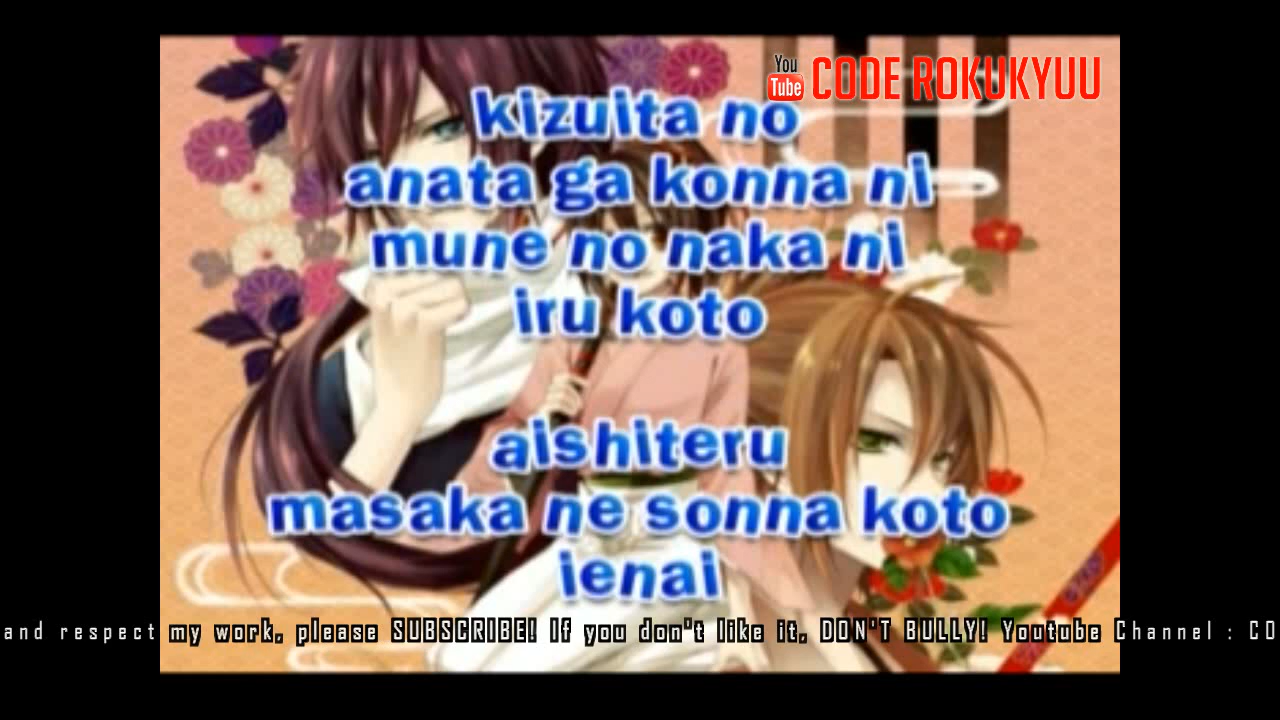 You Tube CODE ROKUKYUU
kizuita no
anata ga konna ni
mune no naka ni
iru koto
aishiteru
masaka ne sonna koto
ienai
and respect my work, please SUBSCRIBE! If you don't like it, DON'T BULLY! Youtube Channel : CO